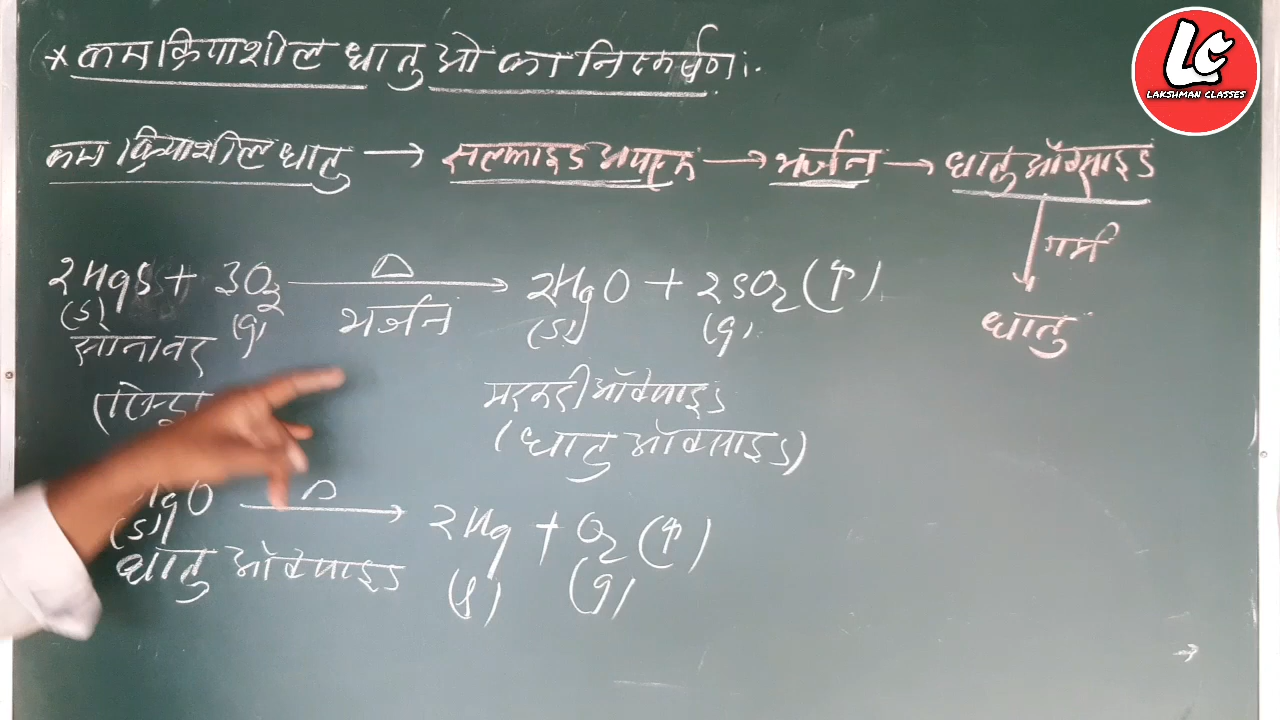 * कम क्रियाशील धातुओ का निष्कर्षण:-
LC
LAKSHMAN CLASSES
कम क्रियाशील धातु → सल्फाइड अयस्क → भर्जन → धातु ऑक्साइड
गर्म
धातु
2HgS + 3O2 —Δ→ 2HgO + 2SO2 (↑)
(s) (g) भर्जन (s) (g)
सीनाबार
मरकरी ऑक्साइड
(धातु ऑक्साइड)
HgO —Δ→ 2Hg + O2 (↑)
(s) (l) (g)
धातु ऑक्साइड